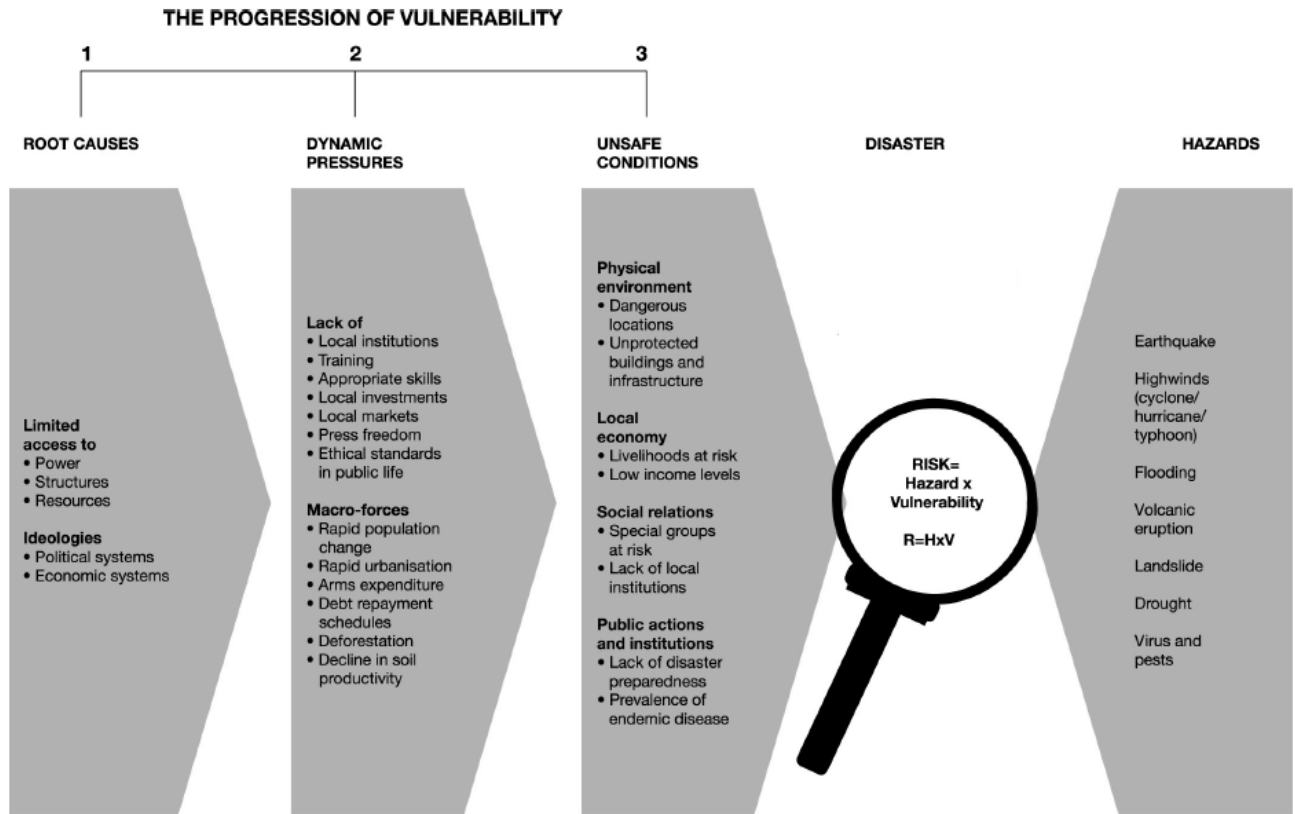 THE PROGRESSION OF VULNERABILITY
1
2
3
ROOT CAUSES
DYNAMIC
PRESSURES
UNSAFE
CONDITIONS
DISASTER
HAZARDS
Limited
access to
• Power
• Structures
• Resources
Ideologies
• Political systems
• Economic systems
Lack of
• Local institutions
• Training
• Appropriate skills
• Local investments
• Local markets
• Press freedom
• Ethical standards
in public life
Macro-forces
• Rapid population
change
• Rapid urbanisation
• Arms expenditure
• Debt repayment
schedules
• Deforestation
• Decline in soil
productivity
Physical
environment
• Dangerous
locations
• Unprotected
buildings and
infrastructure
Local
economy
• Livelihoods at risk
• Low income levels
Social relations
• Special groups
at risk
• Lack of local
institutions
Public actions
and institutions
• Lack of disaster
preparedness
• Prevalence of
endemic disease
RISK=
Hazard x
Vulnerability
R=HxV
Earthquake
Highwinds
(cyclone/
hurricane/
typhoon)
Flooding
Volcanic
eruption
Landslide
Drought
Virus and
pests